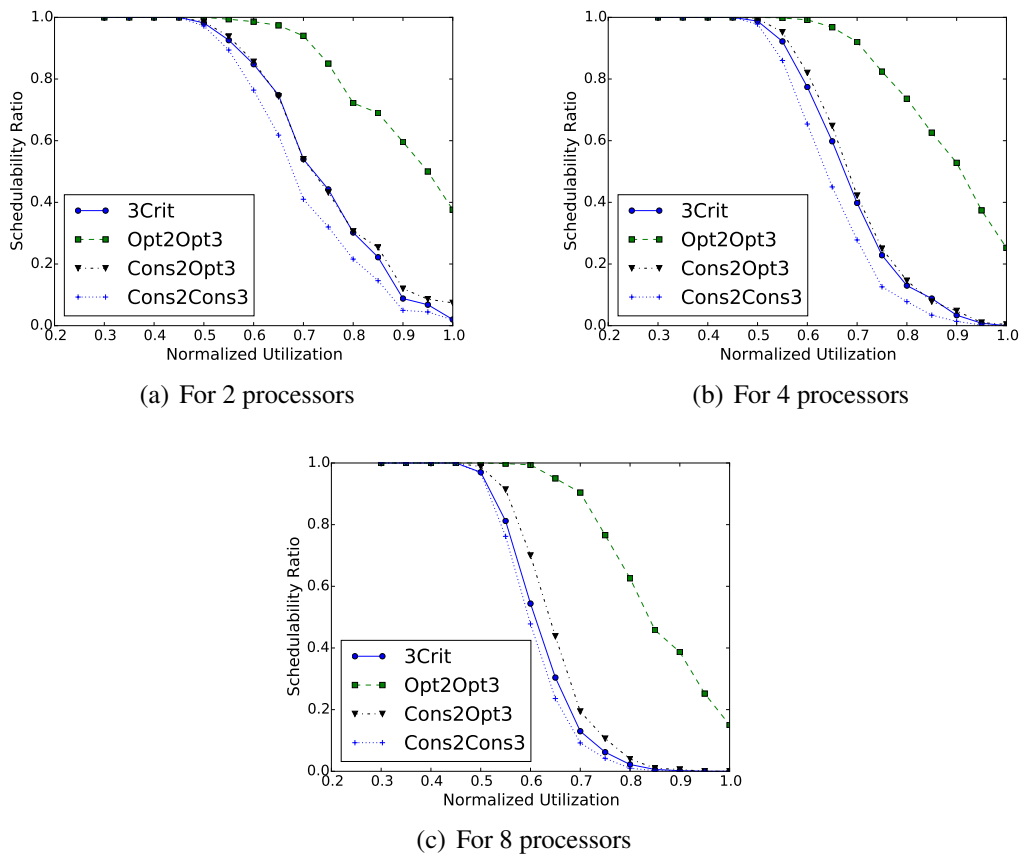 1.0
0.8
0.6
0.4
0.2
0.0
Schedulability Ratio
3Crit
Opt2Opt3
Cons2Opt3
Cons2Cons3
0.2 0.3 0.4 0.5 0.6 0.7 0.8 0.9 1.0
Normalized Utilization
(a) For 2 processors
1.0
0.8
0.6
0.4
0.2
0.0
Schedulability Ratio
3Crit
Opt2Opt3
Cons2Opt3
Cons2Cons3
0.2 0.3 0.4 0.5 0.6 0.7 0.8 0.9 1.0
Normalized Utilization
(b) For 4 processors
1.0
0.8
0.6
0.4
0.2
0.0
Schedulability Ratio
3Crit
Opt2Opt3
Cons2Opt3
Cons2Cons3
0.2 0.3 0.4 0.5 0.6 0.7 0.8 0.9 1.0
Normalized Utilization
(c) For 8 processors